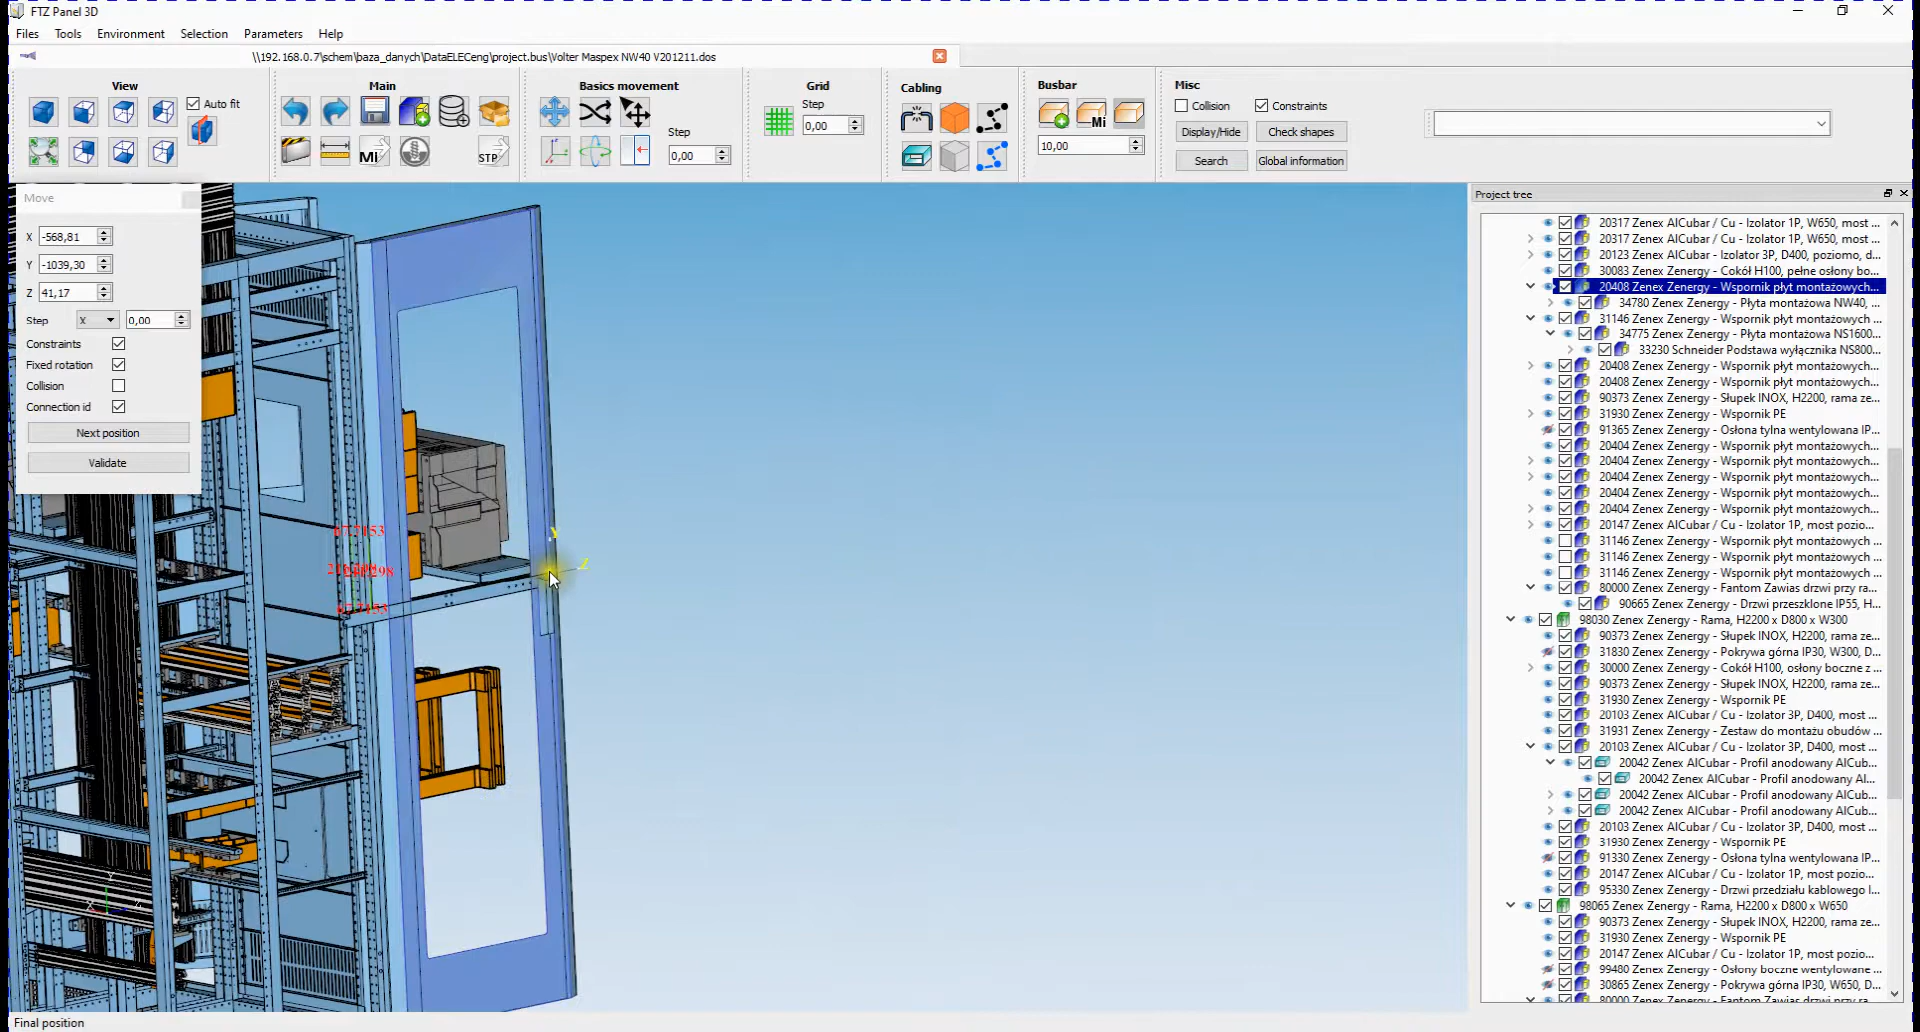 FTZ Panel 3D
Files Tools Environment Selection Parameters Help
\\192.168.0.7\schem\baza_danych\DataELECeng\project.bus\Volter Maspex NW40 V201211.dos
View
Auto fit
Main
Mi
STP
Basics movement
Step
0,00
Grid
Step
0,00
Cabling
Busbar
Mi
10,00
Misc
Collision
Constraints
Display/Hide
Check shapes
Search
Global information
Move
X -568,81
Y -1039,30
Z 41,17
Step X 0,00
Constraints
Fixed rotation
Collision
Connection id
Next position
Validate
Y
Z
Project tree
20317 Zenex AlCubar / Cu - Izolator 1P, W650, most ...
20317 Zenex AlCubar / Cu - Izolator 1P, W650, most ...
20123 Zenex AlCubar - Izolator 3P, D400, poziomo, d...
30083 Zenex Zenergy - Cokół H100, pełne osłony bo...
20408 Zenex Zenergy - Wspornik płyt montażowych...
34780 Zenex Zenergy - Płyta montażowa NW40, ...
31146 Zenex Zenergy - Wspornik płyt montażowych...
34775 Zenex Zenergy - Płyta montażowa NS1600...
33230 Schneider Podstawa wyłącznika NS800...
20408 Zenex Zenergy - Wspornik płyt montażowych...
20408 Zenex Zenergy - Wspornik płyt montażowych...
90373 Zenex Zenergy - Słupek INOX, H2200, rama ze...
31930 Zenex Zenergy - Wspornik PE
91365 Zenex Zenergy - Osłona tylna wentylowana IP...
20404 Zenex Zenergy - Wspornik płyt montażowych...
20404 Zenex Zenergy - Wspornik płyt montażowych...
20404 Zenex Zenergy - Wspornik płyt montażowych...
20404 Zenex Zenergy - Wspornik płyt montażowych...
20404 Zenex Zenergy - Wspornik płyt montażowych...
20147 Zenex AlCubar / Cu - Izolator 1P, most pozio...
31146 Zenex Zenergy - Wspornik płyt montażowych...
31146 Zenex Zenergy - Wspornik płyt montażowych...
31146 Zenex Zenergy - Wspornik płyt montażowych...
80000 Zenex Zenergy - Fantom Zawias drzwi przy ra...
90665 Zenex Zenergy - Drzwi przeszklone IP55, H...
98030 Zenex Zenergy - Rama, H2200 x D800 x W300
90373 Zenex Zenergy - Słupek INOX, H2200, rama ze...
31830 Zenex Zenergy - Pokrywa górna IP30, W300, D...
30000 Zenex Zenergy - Cokół H100, osłony boczne z ...
90373 Zenex Zenergy - Słupek INOX, H2200, rama ze...
31930 Zenex Zenergy - Wspornik PE
20103 Zenex AlCubar / Cu - Izolator 3P, D400, most ...
31931 Zenex Zenergy - Zestaw do montażu obudów ...
20103 Zenex AlCubar / Cu - Izolator 3P, D400, most ...
20042 Zenex AlCubar - Profil anodowany AlCub...
20042 Zenex AlCubar - Profil anodowany Al...
20042 Zenex AlCubar - Profil anodowany AlCub...
20042 Zenex AlCubar - Profil anodowany AlCub...
20103 Zenex AlCubar / Cu - Izolator 3P, D400, most ...
31930 Zenex Zenergy - Wspornik PE
91330 Zenex Zenergy - Osłona tylna wentylowana IP...
20147 Zenex AlCubar / Cu - Izolator 1P, most pozio...
95330 Zenex Zenergy - Drzwi przedziału kablowego I...
98065 Zenex Zenergy - Rama, H2200 x D800 x W650
90373 Zenex Zenergy - Słupek INOX, H2200, rama ze...
31930 Zenex Zenergy - Wspornik PE
20147 Zenex AlCubar / Cu - Izolator 1P, most pozio...
99480 Zenex Zenergy - Osłony boczne wentylowane ...
30865 Zenex Zenergy - Pokrywa górna IP30, W650, D...
80000 Zenex Zenergy - Fantom Zawias drzwi przy ra...
Final position